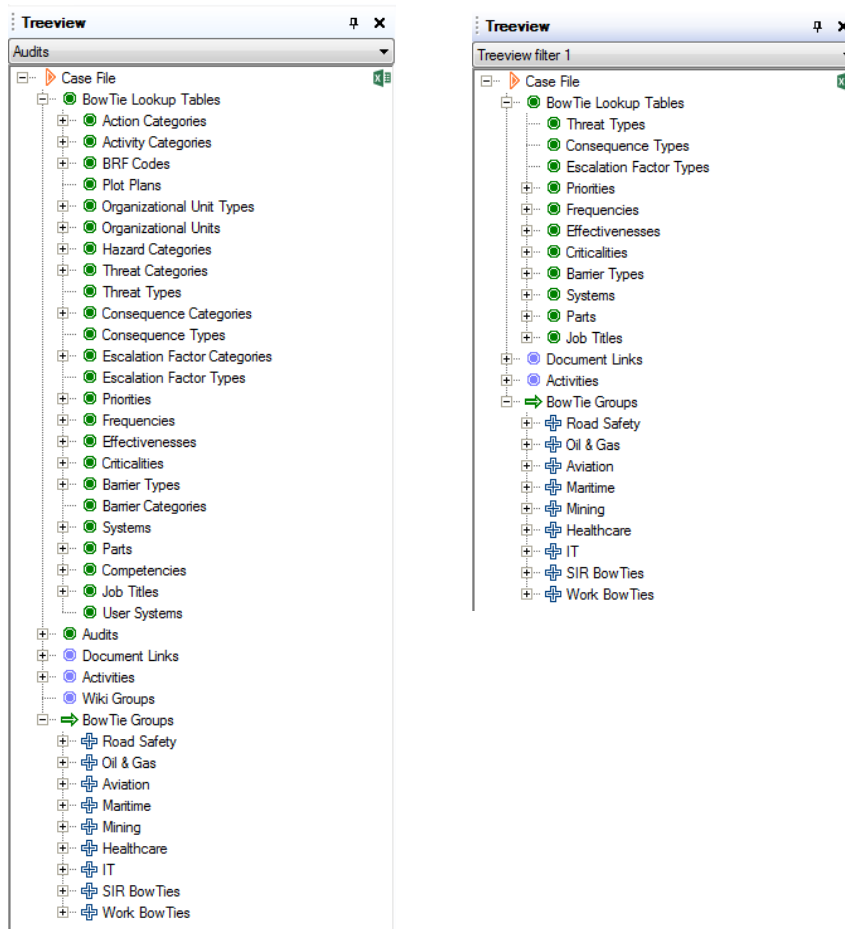 Treeview
Audits
Case File
BowTie Lookup Tables
Action Categories
Activity Categories
BRF Codes
Plot Plans
Organizational Unit Types
Organizational Units
Hazard Categories
Threat Categories
Threat Types
Consequence Categories
Consequence Types
Escalation Factor Categories
Escalation Factor Types
Priorities
Frequencies
Effectivenesses
Criticalities
Barrier Types
Barrier Categories
Systems
Parts
Competencies
Job Titles
User Systems
Audits
Document Links
Activities
Wiki Groups
BowTie Groups
Road Safety
Oil & Gas
Aviation
Maritime
Mining
Healthcare
IT
SIR BowTies
Work BowTies
Treeview
Treeview filter 1
Case File
BowTie Lookup Tables
Threat Types
Consequence Types
Escalation Factor Types
Priorities
Frequencies
Effectivenesses
Criticalities
Barrier Types
Systems
Parts
Job Titles
Document Links
Activities
BowTie Groups
Road Safety
Oil & Gas
Aviation
Maritime
Mining
Healthcare
IT
SIR BowTies
Work BowTies